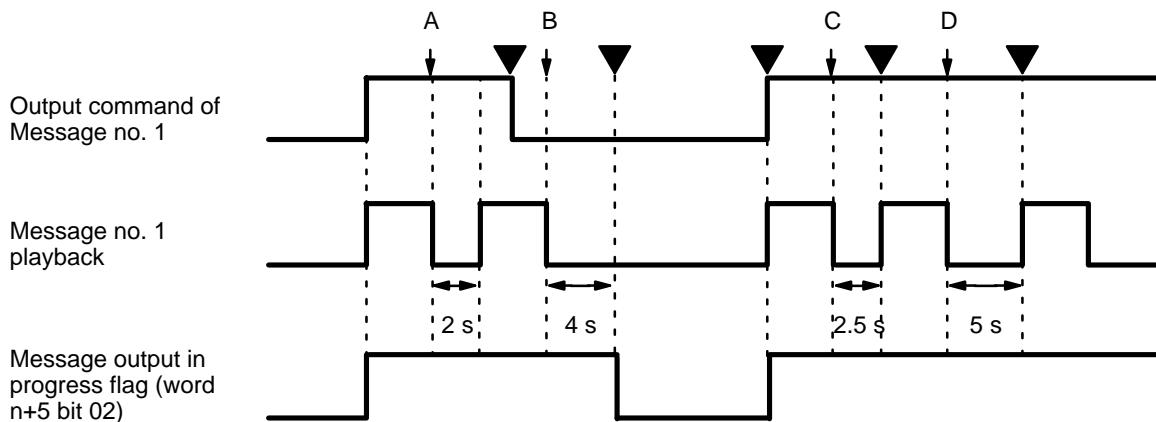 A B C D
Output command of
Message no. 1
Message no. 1
playback
2 s 4 s 2.5 s 5 s
Message output in
progress flag (word
n+5 bit 02)